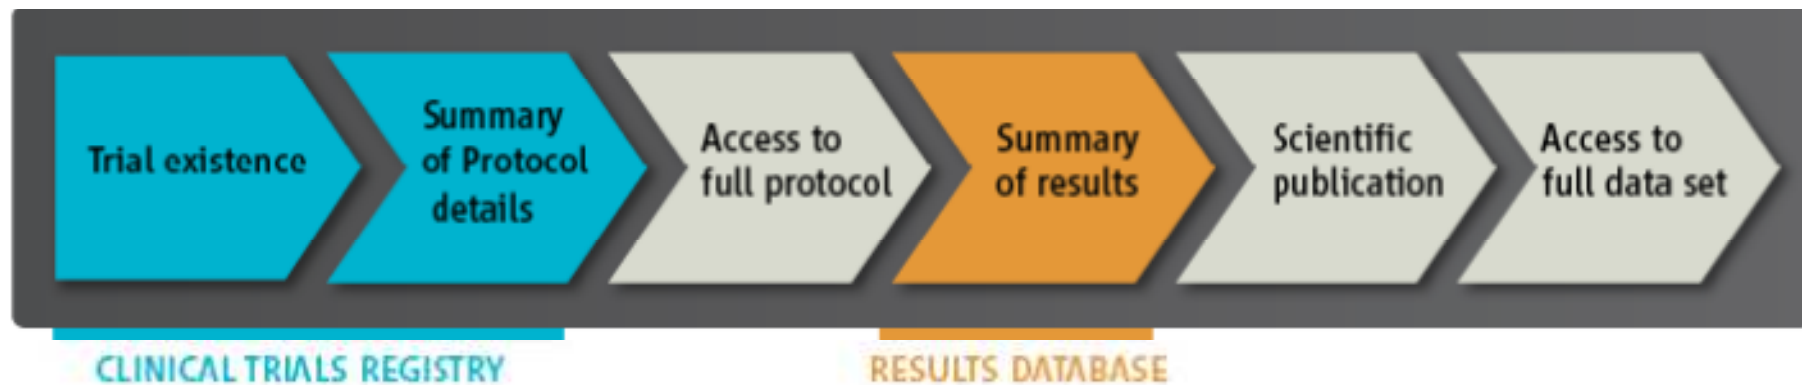 Trial existence
Summary
of Protocol
details
Access to
full protocol
Summary
of results
Scientific
publication
Access to
full data set
CLINICAL TRIALS REGISTRY
RESULTS DATABASE